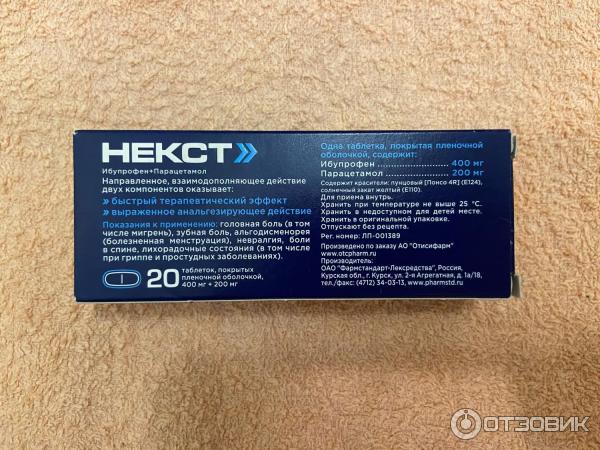 НЕКСТ
Ибупрофен+Парацетамол
Направленное, взаимодополняющее действие
двух компонентов оказывает:
быстрый терапевтический эффект
выраженное анальгезирующее действие
Показания к применению: головная боль (в том
числе мигрень), зубная боль, альгодисменорея
(болезненная менструация), невралгия, боли
в спине, лихорадочные состояния (в том числе
при гриппе и простудных заболеваниях).
20 таблеток, покрытых
пленочной оболочкой,
400 мг + 200 мг
Одна таблетка, покрытая пленочной
оболочкой, содержит:
Ибупрофен ........................ 400 мг
Парацетамол .................... 200 мг
Содержит красители: пунцовый [Понсо 4R] (Е124),
солнечный закат желтый (Е110).
Для приема внутрь.
Хранить при температуре не выше 25 °С.
Хранить в недоступном для детей месте.
Хранить в оригинальной упаковке.
Отпускают без рецепта.
Рег. номер: ЛП-001389
Произведено по заказу АО "Отисифарм"
www.otcpharm.ru
Производитель:
ОАО "Фармстандарт-Лексредства", Россия,
Курская обл., г. Курск, ул. 2-я Агрегатная, д. 1а/18,
тел./факс: (4712) 34-03-13, www.pharmstd.ru
ОТЗОВИК